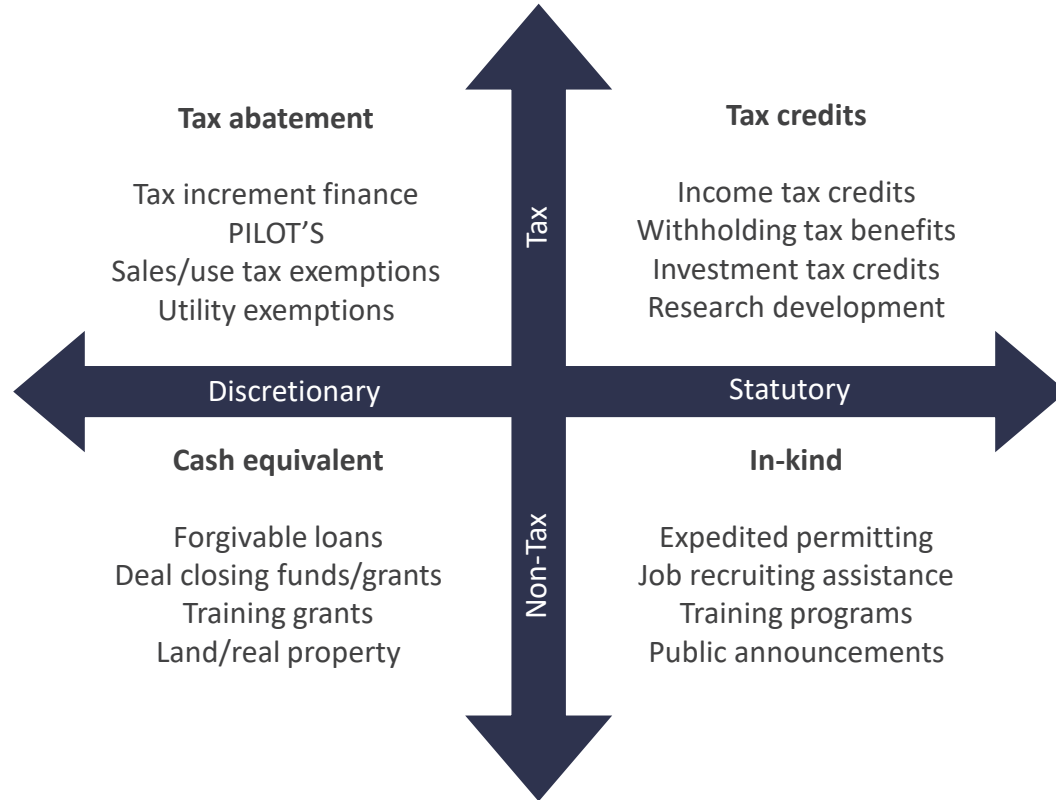 Tax abatement
Tax increment finance
PILOT’S
Sales/use tax exemptions
Utility exemptions
Tax credits
Income tax credits
Withholding tax benefits
Investment tax credits
Research development
Tax
Discretionary
Statutory
Non-Tax
Cash equivalent
Forgivable loans
Deal closing funds/grants
Training grants
Land/real property
In-kind
Expedited permitting
Job recruiting assistance
Training programs
Public announcements